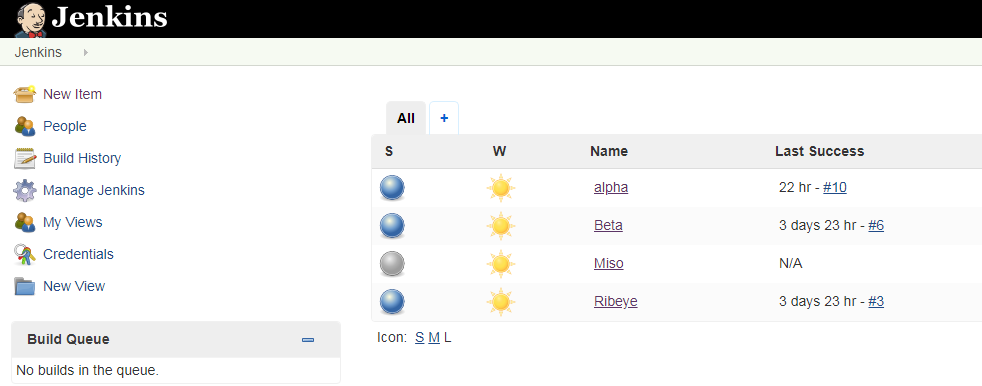 Jenkins
Jenkins
New Item
People
Build History
Manage Jenkins
My Views
Credentials
New View
Build Queue
No builds in the queue.
All +
S W Name Last Success
alpha 22 hr - #10
Beta 3 days 23 hr - #6
Miso N/A
Ribeye 3 days 23 hr - #3
Icon: S M L